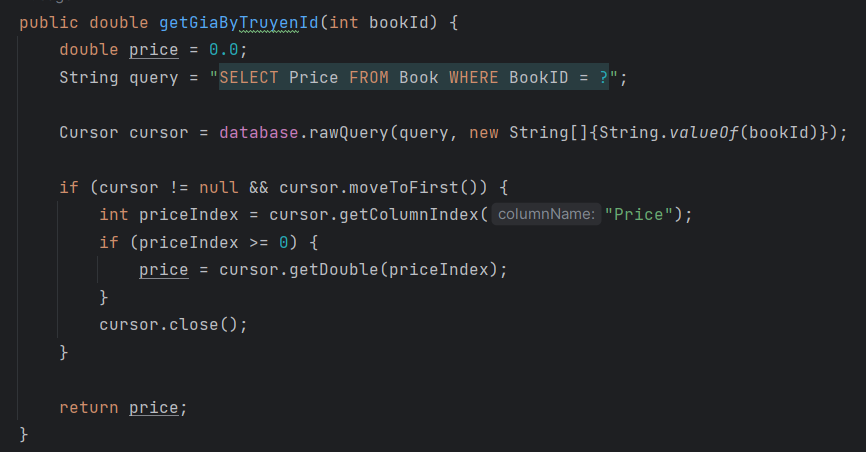 public double getGiaByTruyenId(int bookId) {
    double price = 0.0;
    String query = "SELECT Price FROM Book WHERE BookID = ?";
    Cursor cursor = database.rawQuery(query, new String[]{String.valueOf(bookId)});
    if (cursor != null && cursor.moveToFirst()) {
        int priceIndex = cursor.getColumnIndex( columnName: "Price");
        if (priceIndex >= 0) {
            price = cursor.getDouble(priceIndex);
        }
        cursor.close();
    }
    return price;
}